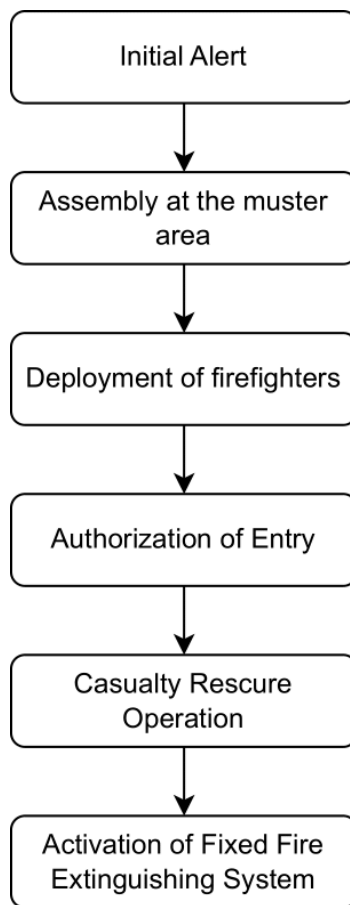 Initial Alert
Assembly at the muster
area
Deployment of firefighters
Authorization of Entry
Casualty Rescure
Operation
Activation of Fixed Fire
Extinguishing System